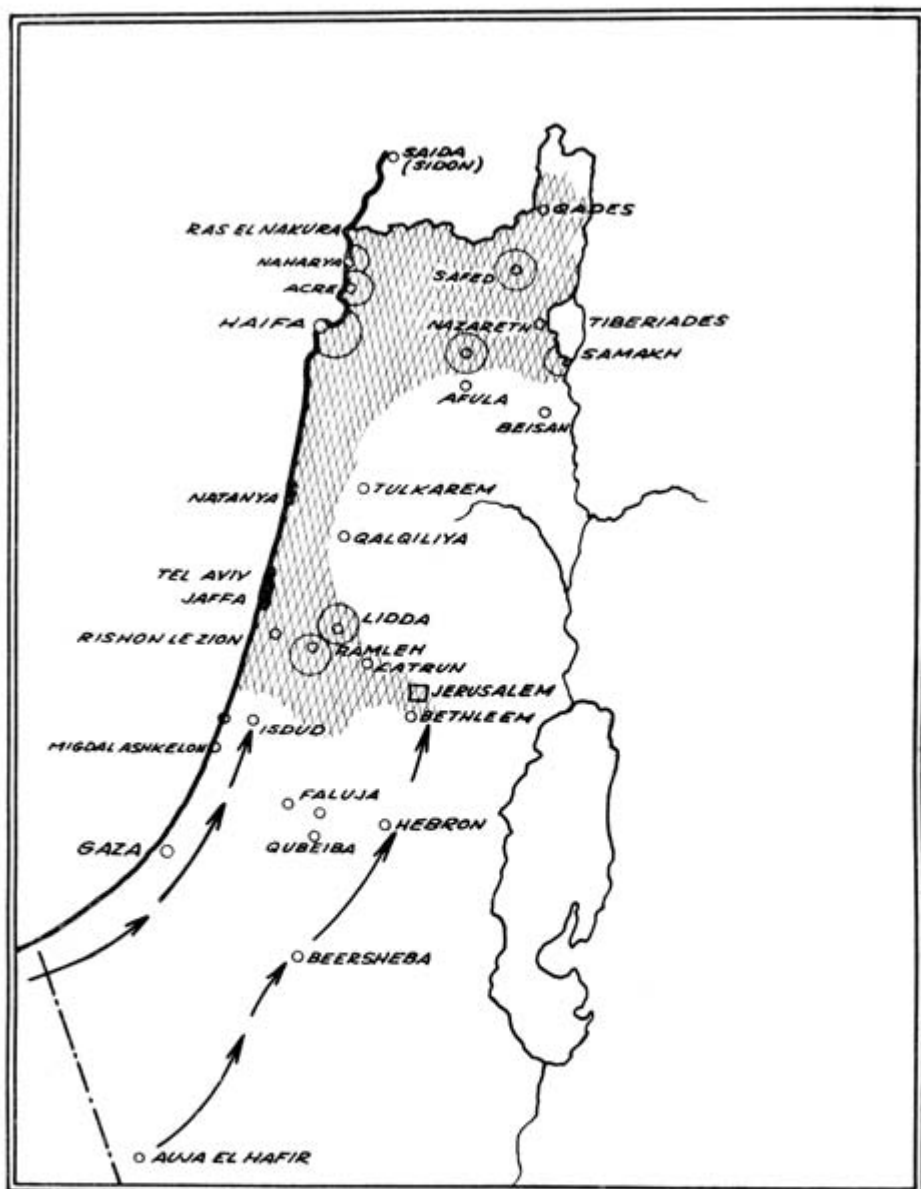 SAIDA
(SIDON)
QADES
RAS EL NAKURA
NAHARYA
SAFED
ACRE
HAIFA
NAZARETH
TIBERIADES
SAMAKH
AFULA
BEISAN
NATANYA
TULKAREM
QALQILIYA
TEL AVIV
JAFFA
LIDDA
RISHON LE ZION
RAMLEH
LATRUN
JERUSALEM
BETHLEEM
ISDUD
MIGDAL ASHKELON
FALUJA
HEBRON
QUBEIBA
GAZA
BEERSHEBA
AUJA EL HAFIR